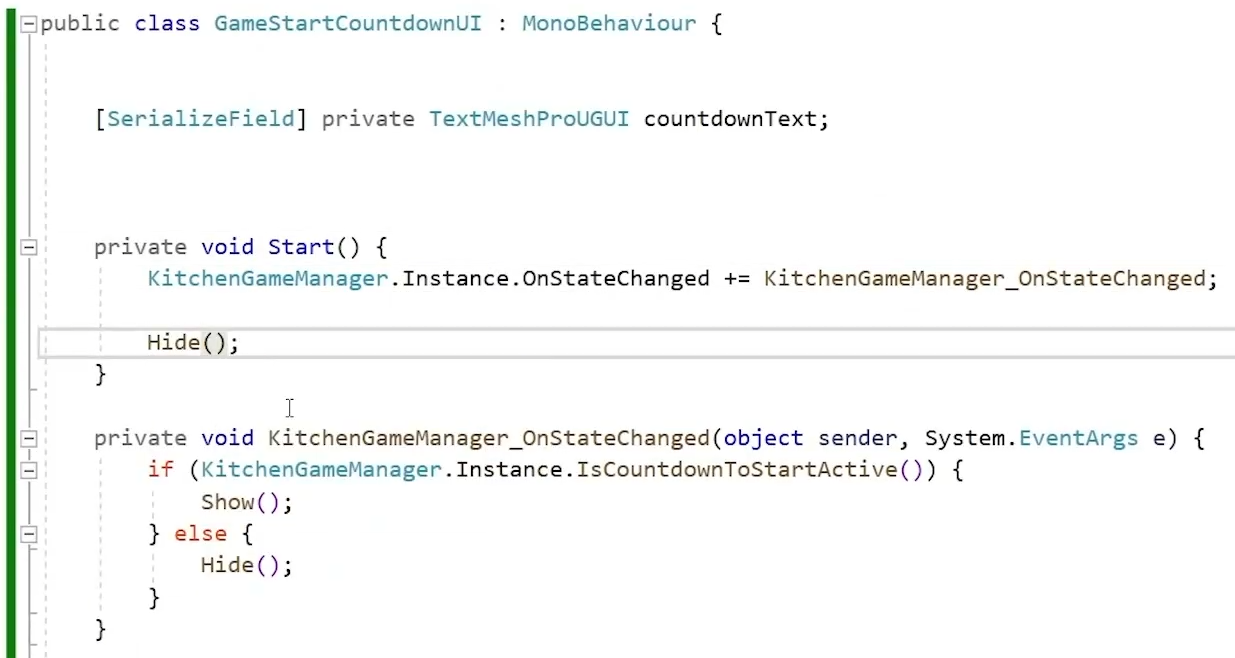 public class GameStartCountdownUI : MonoBehaviour {
[SerializeField] private TextMeshProUGUI countdownText;
private void Start() {
KitchenGameManager.Instance.OnStateChanged += KitchenGameManager_OnStateChanged;
Hide();
}
private void KitchenGameManager_OnStateChanged(object sender, System.EventArgs e) {
if (KitchenGameManager.Instance.IsCountdownToStartActive()) {
Show();
} else {
Hide();
}
}